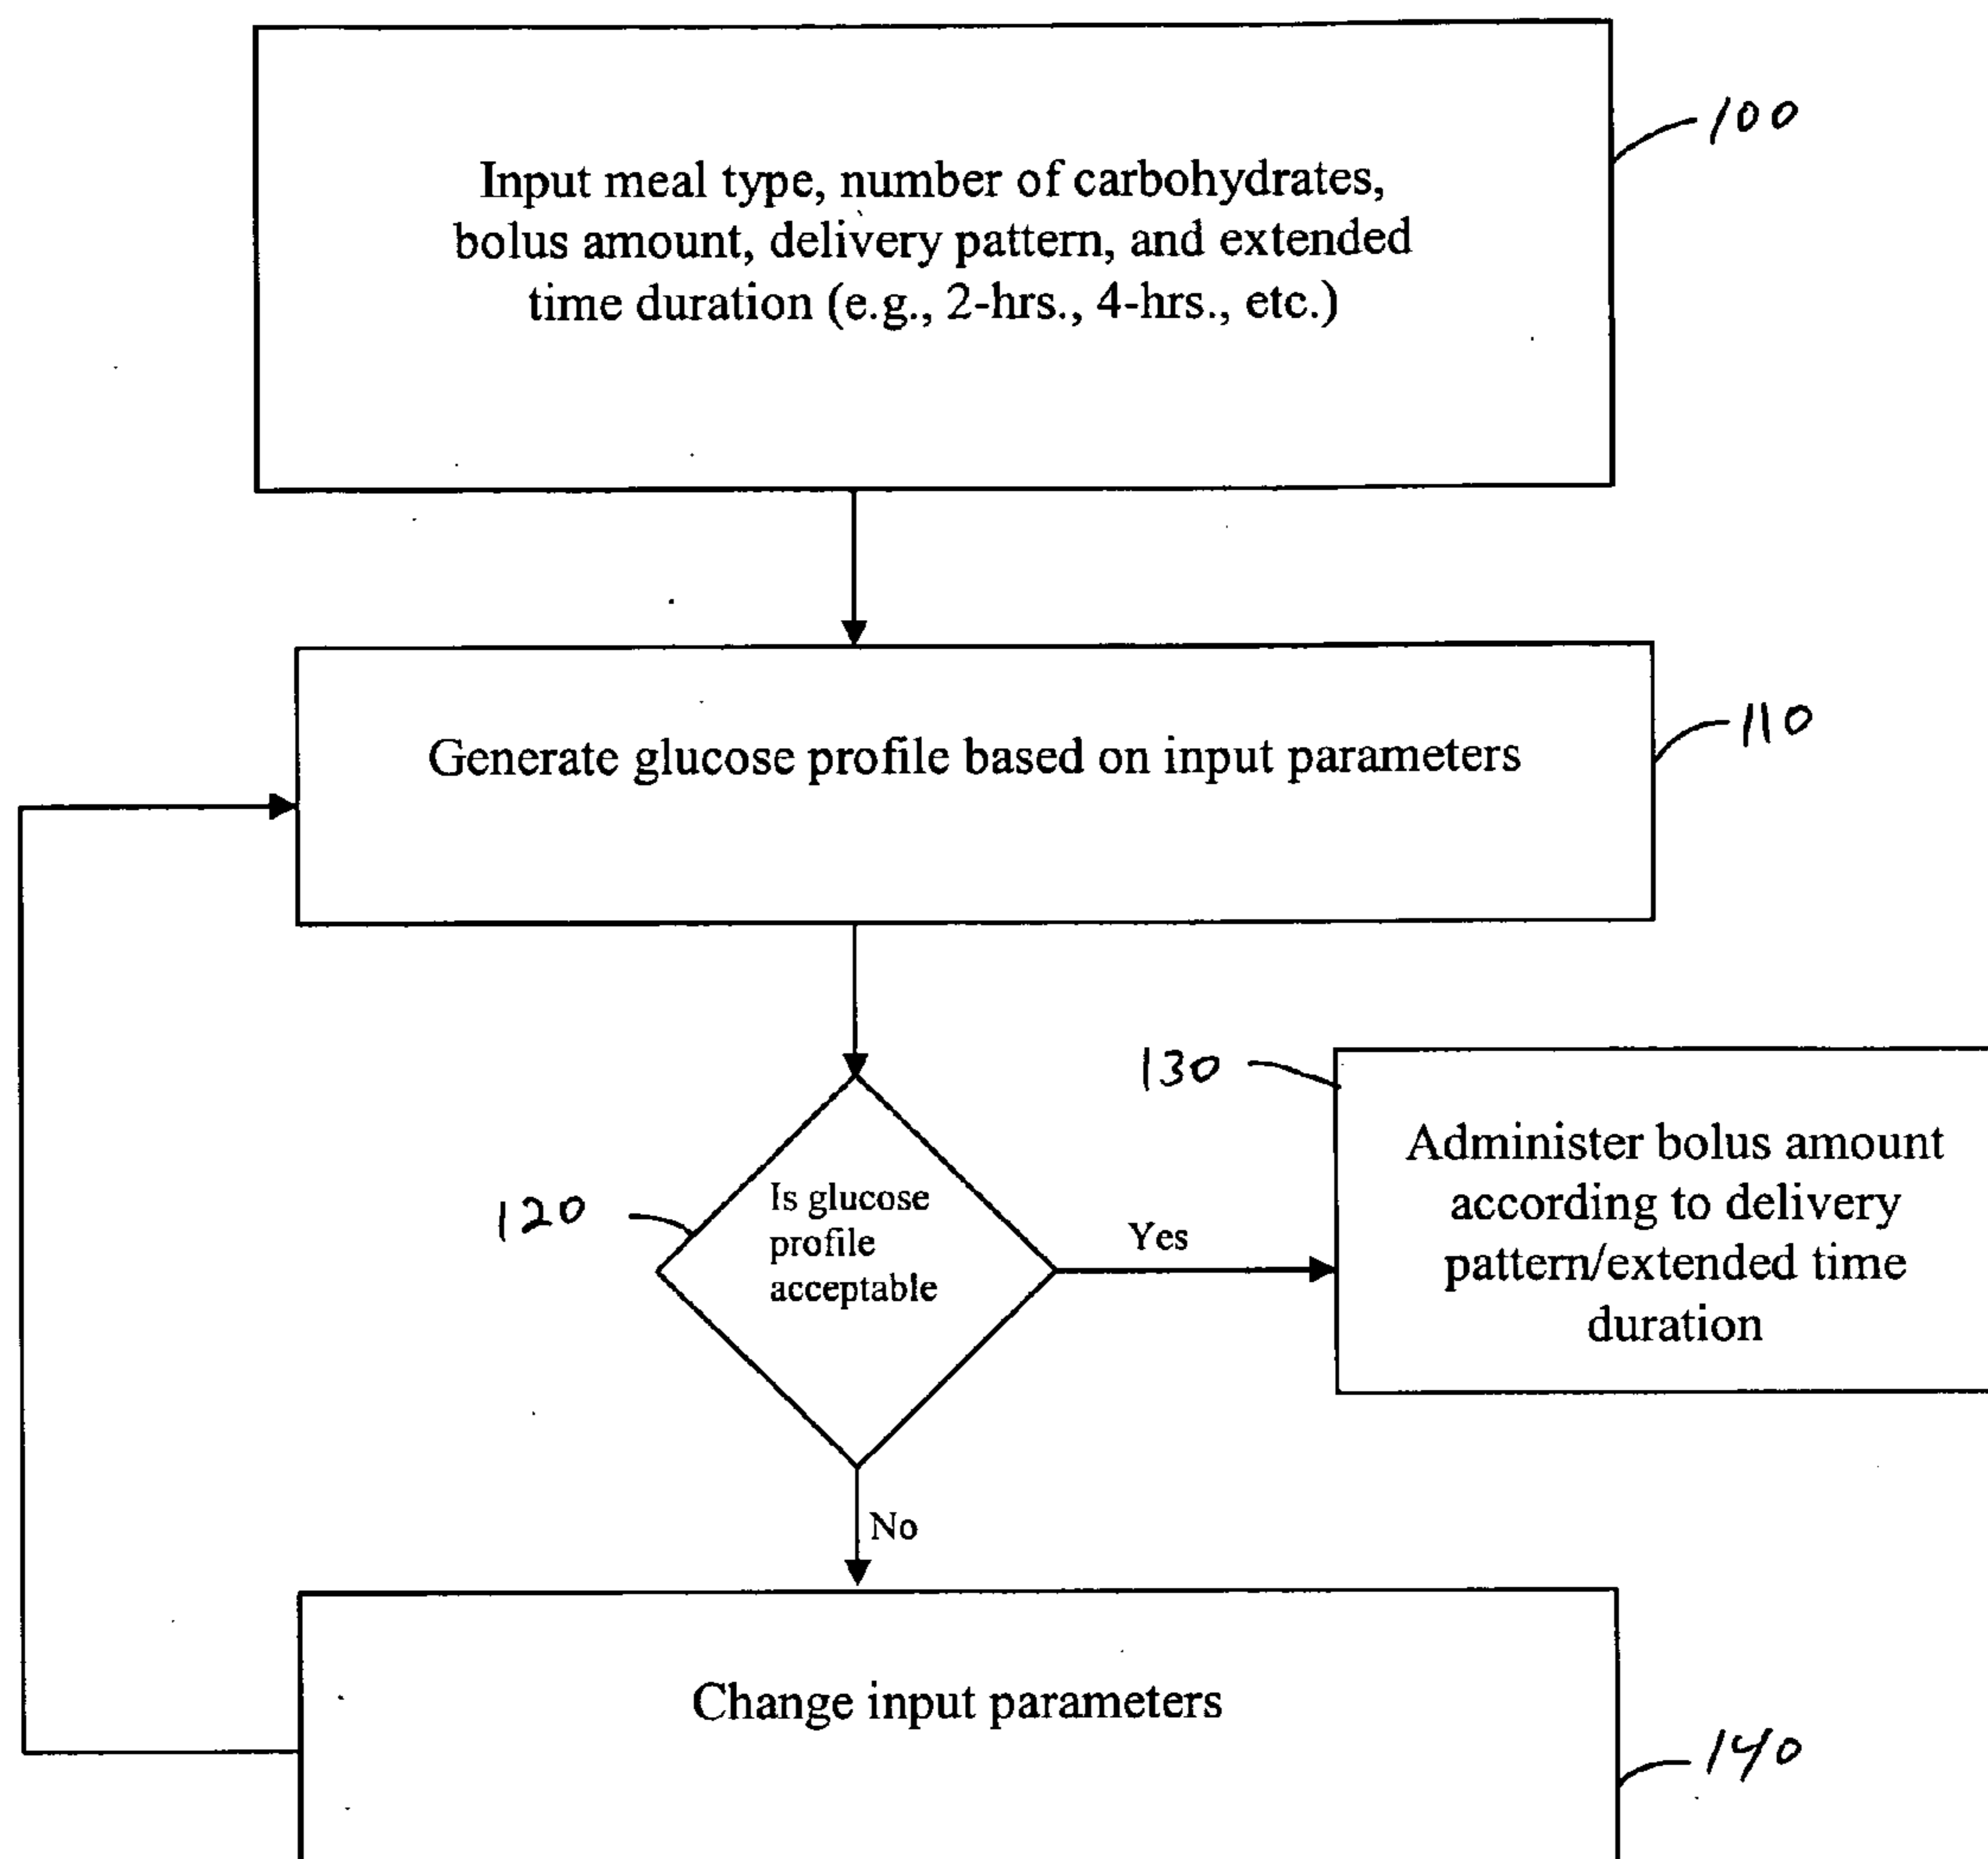 100
Input meal type, number of carbohydrates,
bolus amount, delivery pattern, and extended
time duration (e.g., 2-hrs., 4-hrs., etc.)
110
Generate glucose profile based on input parameters
130
Administer bolus amount
according to delivery
pattern/extended time
duration
120
Is glucose
profile
acceptable
Yes
No
Change input parameters
140